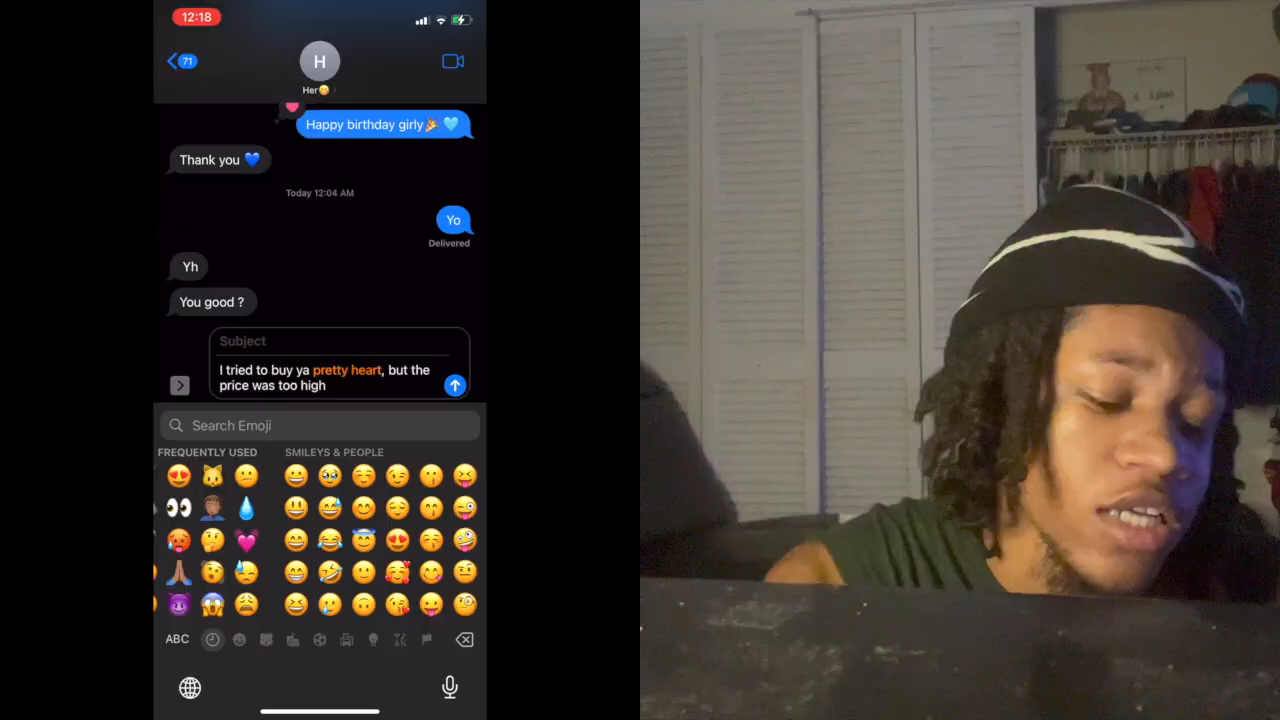 12:18
71
H
Her😁
Happy birthday girly🎉🩵
Thank you 💙
Today 12:04 AM
Yo
Delivered
Yh
You good ?
Subject
I tried to buy ya pretty heart, but the
price was too high
Search Emoji
FREQUENTLY USED SMILEYS & PEOPLE
ABC